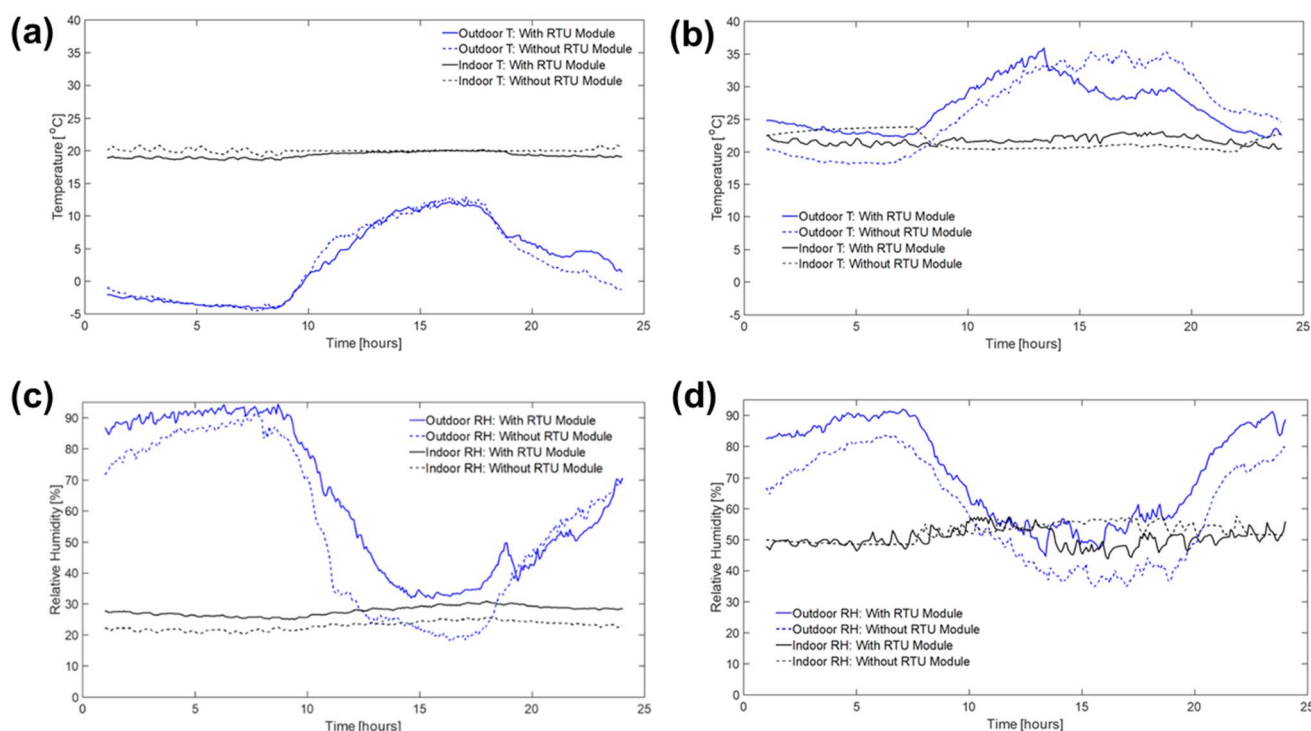 (a)
40
35
30
25
20
15
10
5
0
-5
Temperature [°C]
Outdoor T: With RTU Module
Outdoor T: Without RTU Module
Indoor T: With RTU Module
Indoor T: Without RTU Module
0 5 10 15 20 25
Time [hours]
(b)
40
35
30
25
20
15
10
5
0
-5
Temperature [°C]
Outdoor T: With RTU Module
Outdoor T: Without RTU Module
Indoor T: With RTU Module
Indoor T: Without RTU Module
0 5 10 15 20 25
Time [hours]
(c)
90
80
70
60
50
40
30
20
10
0
Relative Humidity [%]
Outdoor RH: With RTU Module
Outdoor RH: Without RTU Module
Indoor RH: With RTU Module
Indoor RH: Without RTU Module
0 5 10 15 20 25
Time [hours]
(d)
90
80
70
60
50
40
30
20
10
0
Relative Humidity [%]
Outdoor RH: With RTU Module
Outdoor RH: Without RTU Module
Indoor RH: With RTU Module
Indoor RH: Without RTU Module
0 5 10 15 20 25
Time [hours]